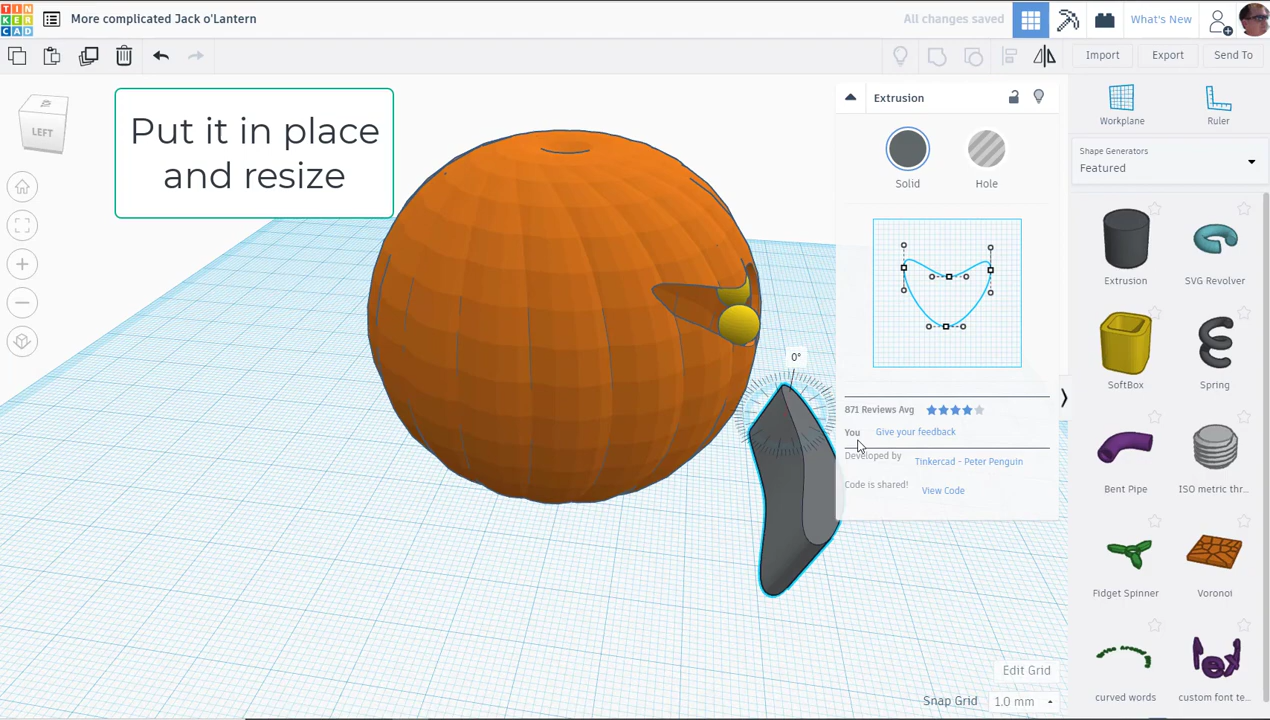 TIN
KER
CAD
More complicated Jack o'Lantern
All changes saved
What's New
Import
Export
Send To
LEFT
Put it in place
and resize
Extrusion
Solid
Hole
0°
871 Reviews Avg
You
Give your feedback
Developed by
Tinkercad - Peter Penguin
Code is shared!
View Code
Workplane
Ruler
Shape Generators
Featured
Extrusion
SVG Revolver
SoftBox
Spring
Bent Pipe
ISO metric thr...
Fidget Spinner
Voronoi
curved words
custom font te...
Edit Grid
Snap Grid
1.0 mm